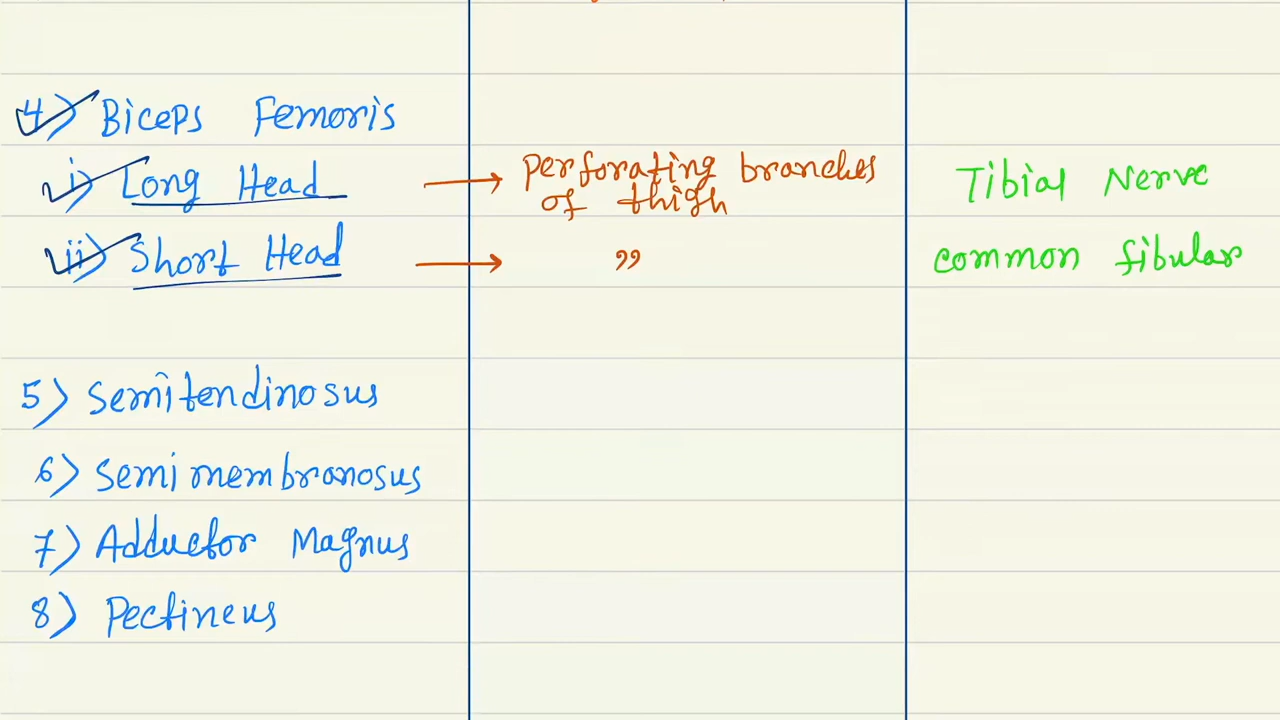 4) Biceps Femoris
i) Long Head → Perforating branches of thigh Tibial Nerve
ii) Short Head → " common fibular
5) Semitendinosus
6) Semimembranosus
7) Adductor Magnus
8) Pectineus